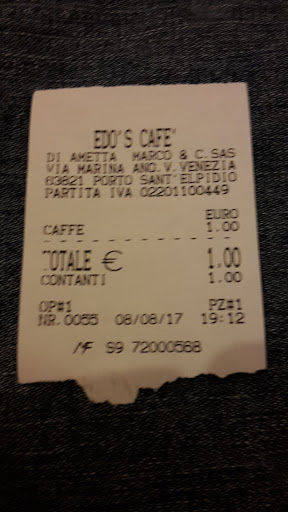 EDO'S CAFE'
DI AMETTA MARCO & C.SAS
VIA MARINA ANG.V.VENEZIA
63821 PORTO SANT'ELPIDIO
PARTITA IVA 02201100449
EURO
CAFFE 1.00
- - - - - - - - - - - - - - -
TOTALE € 1.00
CONTANTI 1.00
OP#1 PZ#1
NR.0055 08/08/17 19:12
MF S9 72000568